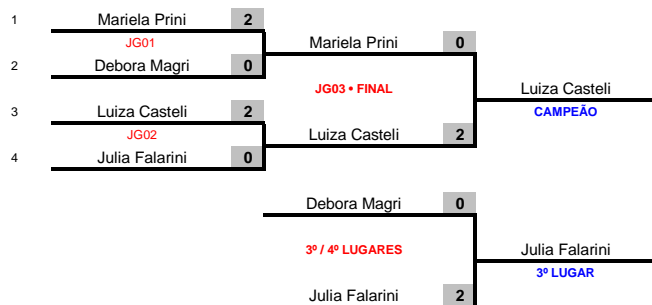 1 Mariela Prini 2
JG01
Mariela Prini 0
2 Debora Magri 0
JG03 • FINAL
Luiza Casteli
3 Luiza Casteli 2
CAMPEÃO
JG02
Luiza Casteli 2
4 Julia Falarini 0
Debora Magri 0
3º / 4º LUGARES
Julia Falarini
3º LUGAR
Julia Falarini 2